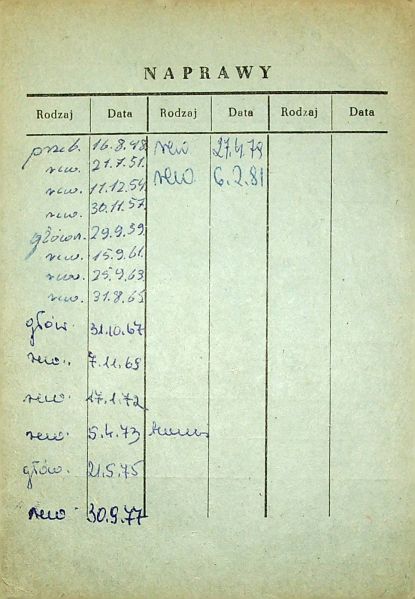 NAPRAWY
Rodzaj Data Rodzaj Data Rodzaj Data
przeb. 16.8.48. rew 27.4.79
rew. 21.7.51. rew 6.2.81
rew. 11.12.54.
rew. 30.11.57.
główn. 29.9.59.
rew. 15.9.61.
rew. 25.9.63.
rew. 31.8.65
głów. 31.10.67
rew. 7.11.69
rew. 17.1.72.
rew. 5.4.73
głów. 21.5.75
rew. 30.9.77